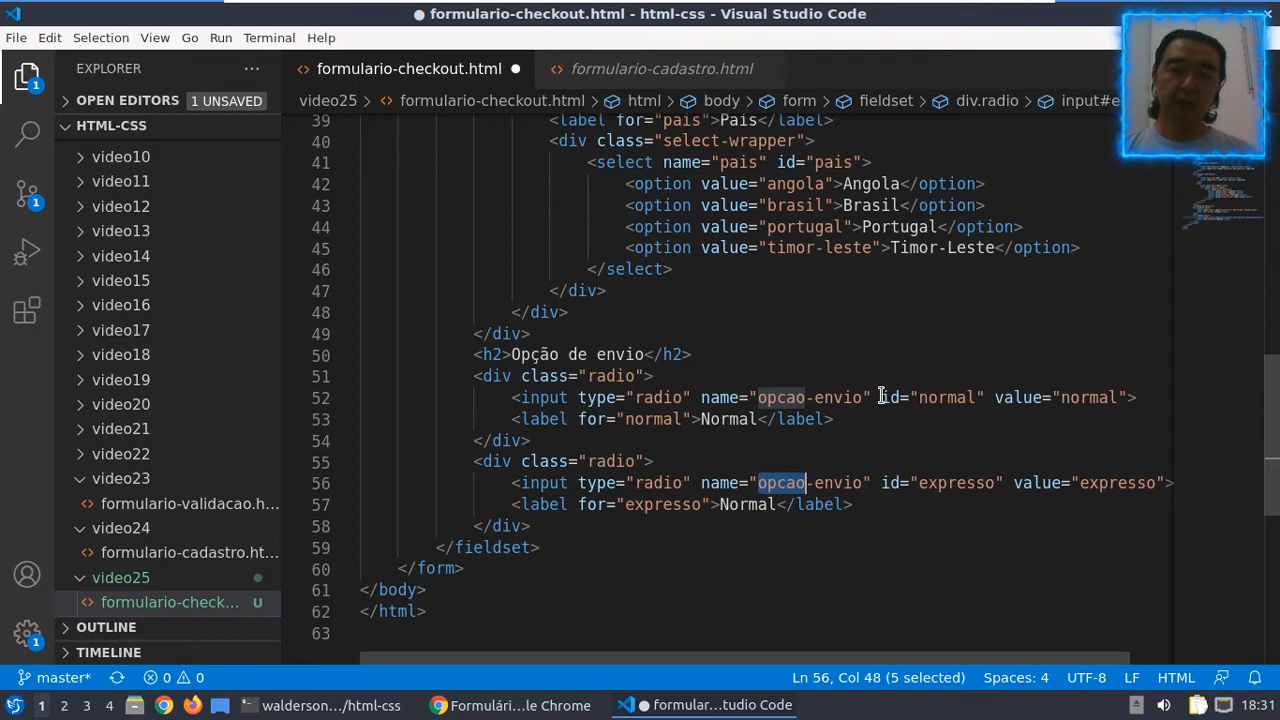 formulario-checkout.html - html-css - Visual Studio Code
File Edit Selection View Go Run Terminal Help
EXPLORER
formulario-checkout.html
formulario-cadastro.html
OPEN EDITORS 1 UNSAVED
video25 > formulario-checkout.html > html > body > form > fieldset > div.radio > input#e
HTML-CSS
video10
video11
video12
video13
video14
video15
video16
video17
video18
video19
video20
video21
video22
video23
formulario-validacao.h...
video24
formulario-cadastro.ht...
video25
formulario-check... U
OUTLINE
TIMELINE
39 <label for="pais">Pais</label>
40 <div class="select-wrapper">
41 <select name="pais" id="pais">
42 <option value="angola">Angola</option>
43 <option value="brasil">Brasil</option>
44 <option value="portugal">Portugal</option>
45 <option value="timor-leste">Timor-Leste</option>
46 </select>
47 </div>
48 </div>
49 </div>
50 <h2>Opção de envio</h2>
51 <div class="radio">
52 <input type="radio" name="opcao-envio" id="normal" value="normal">
53 <label for="normal">Normal</label>
54 </div>
55 <div class="radio">
56 <input type="radio" name="opcao-envio" id="expresso" value="expresso">
57 <label for="expresso">Normal</label>
58 </div>
59 </fieldset>
60 </form>
61 </body>
62 </html>
63
1
1
1
master* 0 0 Ln 56, Col 48 (5 selected) Spaces: 4 UTF-8 LF HTML
1 2 3 4 walderson.../html-css Formulári...le Chrome formular...tudio Code 18:31